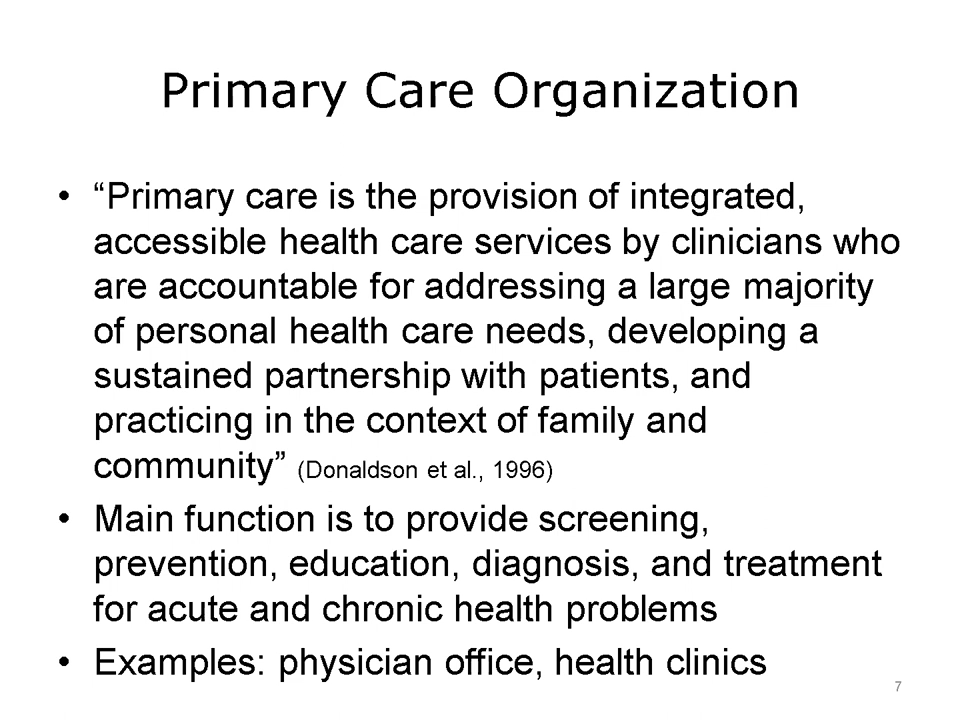 Primary Care Organization
• “Primary care is the provision of integrated,
accessible health care services by clinicians who
are accountable for addressing a large majority
of personal health care needs, developing a
sustained partnership with patients, and
practicing in the context of family and
community” (Donaldson et al., 1996)
• Main function is to provide screening,
prevention, education, diagnosis, and treatment
for acute and chronic health problems
• Examples: physician office, health clinics
7